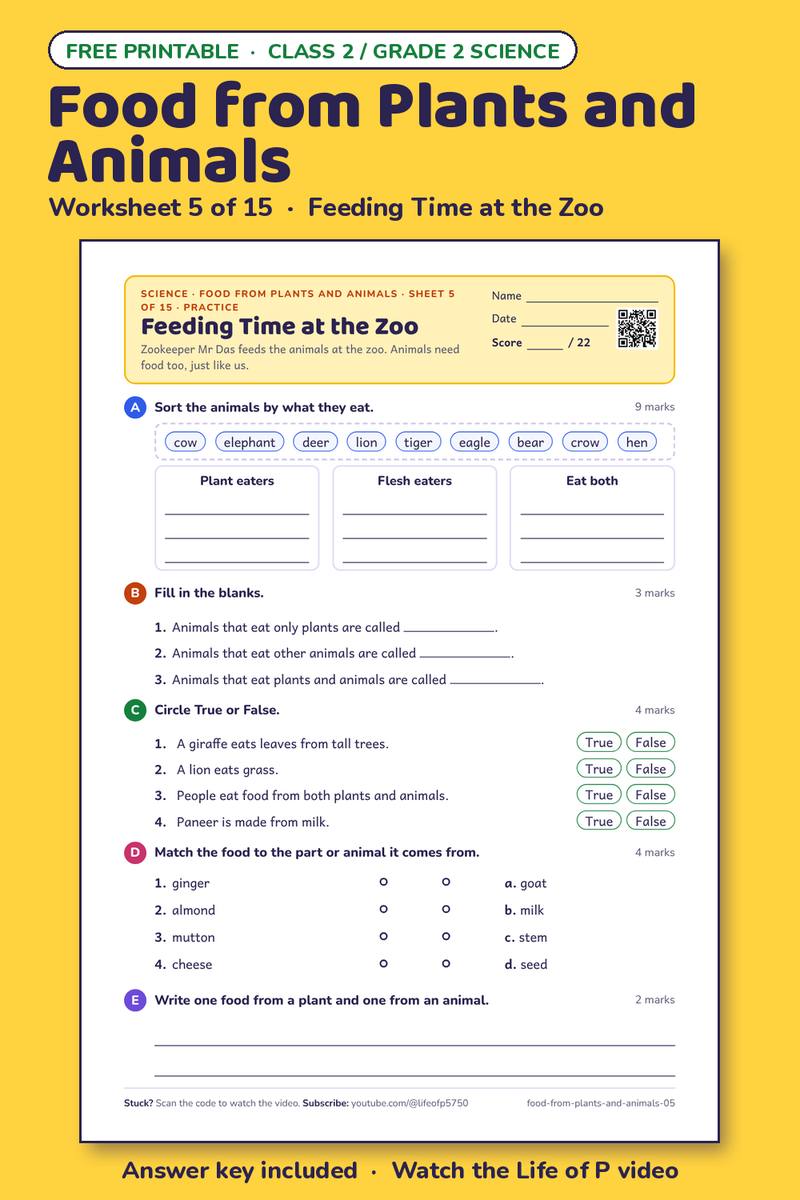 FREE PRINTABLE · CLASS 2 / GRADE 2 SCIENCE
Food from Plants and
Animals
Worksheet 5 of 15 · Feeding Time at the Zoo
SCIENCE · FOOD FROM PLANTS AND ANIMALS · SHEET 5
OF 15 · PRACTICE
Feeding Time at the Zoo
Zookeeper Mr Das feeds the animals at the zoo. Animals need
food too, just like us.
Name
Date
Score / 22
A Sort the animals by what they eat. 9 marks
cow elephant deer lion tiger eagle bear crow hen
Plant eaters Flesh eaters Eat both
B Fill in the blanks. 3 marks
1. Animals that eat only plants are called ________.
2. Animals that eat other animals are called ________.
3. Animals that eat plants and animals are called ________.
C Circle True or False. 4 marks
1. A giraffe eats leaves from tall trees. True False
2. A lion eats grass. True False
3. People eat food from both plants and animals. True False
4. Paneer is made from milk. True False
D Match the food to the part or animal it comes from. 4 marks
1. ginger a. goat
2. almond b. milk
3. mutton c. stem
4. cheese d. seed
E Write one food from a plant and one from an animal. 2 marks
Stuck? Scan the code to watch the video. Subscribe: youtube.com/@lifeofp5750 food-from-plants-and-animals-05
Answer key included · Watch the Life of P video